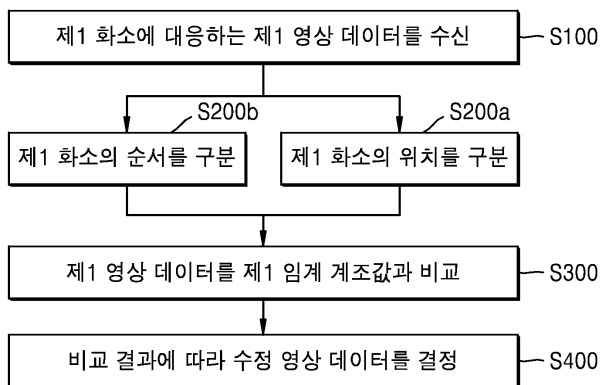 제1 화소에 대응하는 제1 영상 데이터를 수신
S100
S200b
S200a
제1 화소의 순서를 구분
제1 화소의 위치를 구분
제1 영상 데이터를 제1 임계 계조값과 비교
S300
비교 결과에 따라 수정 영상 데이터를 결정
S400